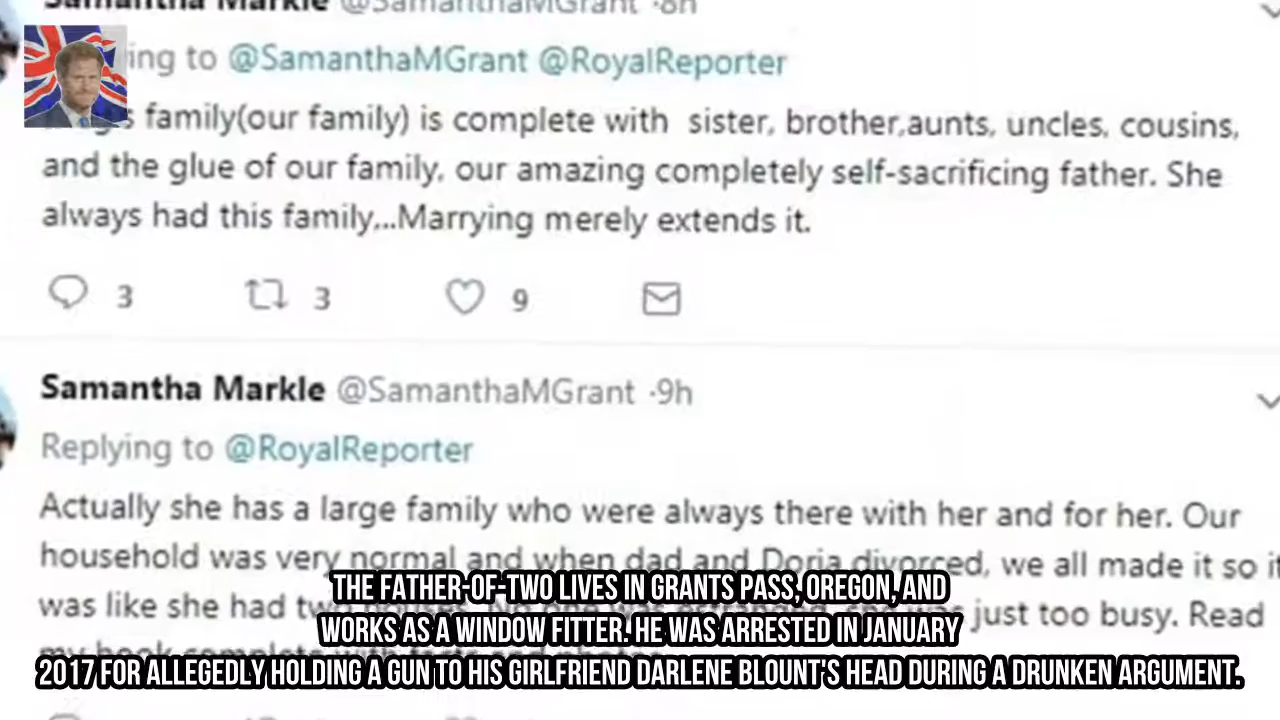 Samantha Markle @SamanthaMGrant ·8h
ing to @SamanthaMGrant @RoyalReporter
s family(our family) is complete with sister, brother,aunts, uncles, cousins,
and the glue of our family, our amazing completely self-sacrificing father. She
always had this family...Marrying merely extends it.
3 3 9
Samantha Markle @SamanthaMGrant ·9h
Replying to @RoyalReporter
Actually she has a large family who were always there with her and for her. Our
household was very normal and when dad and Doria divorced, we all made it so it
was like she had two just too busy. Read
THE FATHER-OF-TWO LIVES IN GRANTS PASS, OREGON, AND
WORKS AS A WINDOW FITTER. HE WAS ARRESTED IN JANUARY
2017 FOR ALLEGEDLY HOLDING A GUN TO HIS GIRLFRIEND DARLENE BLOUNT'S HEAD DURING A DRUNKEN ARGUMENT.